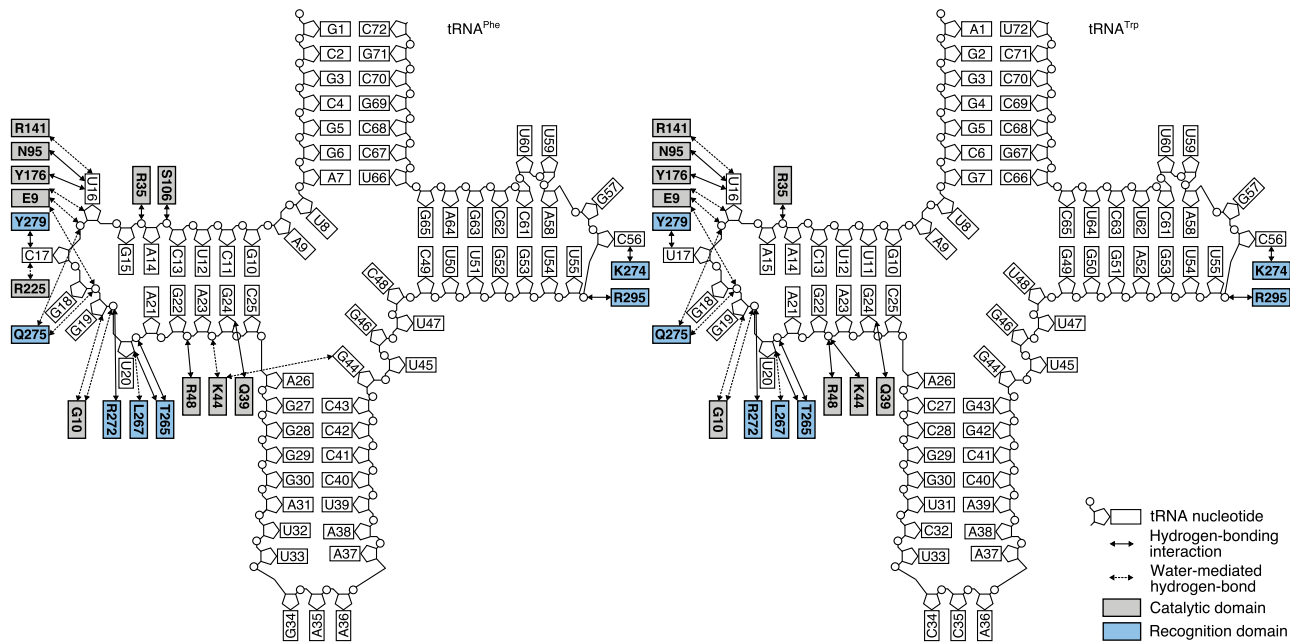 tRNAPhe
G1 C72
C2 G71
G3 C70
C4 G69
G5 C68
G6 C67
A7 U66
R141
N95
Y176
E9
Y279
C17
R225
Q275
U16
R35
S106
G15
A14
C13
U12
C11
G10
A9
U8
G18
G19
U20
A21
G22
A23
G24
C25
G10
R272
L267
T265
R48
K44
Q39
A26
G27 C43
G28 C42
G29 C41
G30 C40
A31 U39
U32 A38
U33 A37
G34
A35
A36
G44
U45
G46
U47
C48
C49
U50
U51
G52
G53
U54
U55
G65
A64
G63
C62
C61
U60
U59
A58
G57
C56
K274
R295
tRNATrp
A1 U72
G2 C71
G3 C70
G4 C69
G5 C68
C6 G67
G7 C66
R141
N95
Y176
E9
Y279
U17
Q275
U16
R35
A15
A14
C13
U12
U11
G10
A9
U8
G18
G19
U20
A21
G22
A23
G24
C25
G10
R272
L267
T265
R48
K44
Q39
A26
C27 G43
C28 G42
G29 C41
G30 C40
U31 A39
C32 A38
U33 A37
C34
C35
A36
G44
U45
G46
U47
U48
G49
G50
G51
A52
G53
U54
U55
C65
U64
C63
U62
C61
U60
U59
A58
G57
C56
K274
R295
tRNA nucleotide
Hydrogen-bonding
interaction
Water-mediated
hydrogen-bond
Catalytic domain
Recognition domain